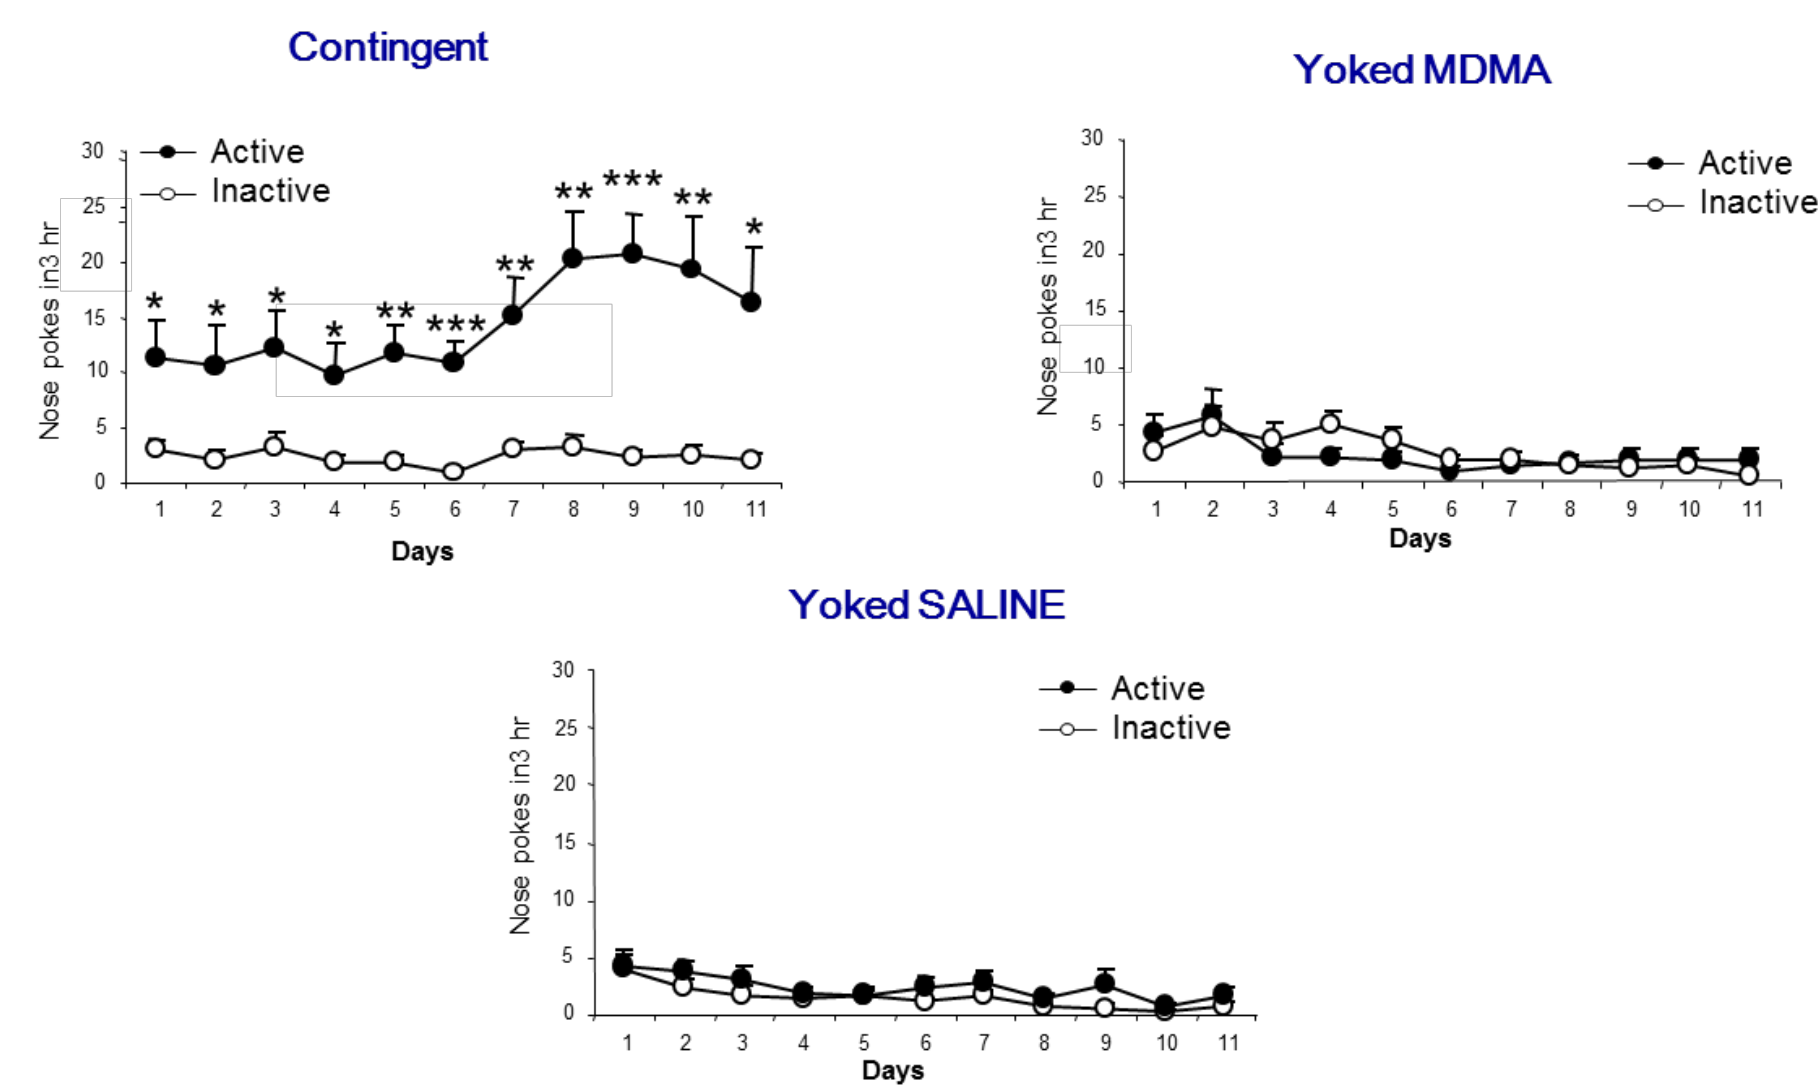 Contingent
Active
Inactive
30
25
20
15
10
5
0
Nose pokes in3 hr
* * * * ** *** ** ** *** ** *
1 2 3 4 5 6 7 8 9 10 11
Days
Yoked MDMA
Active
Inactive
30
25
20
15
10
5
0
Nose pokes in3 hr
1 2 3 4 5 6 7 8 9 10 11
Days
Yoked SALINE
Active
Inactive
30
25
20
15
10
5
0
Nose pokes in3 hr
1 2 3 4 5 6 7 8 9 10 11
Days